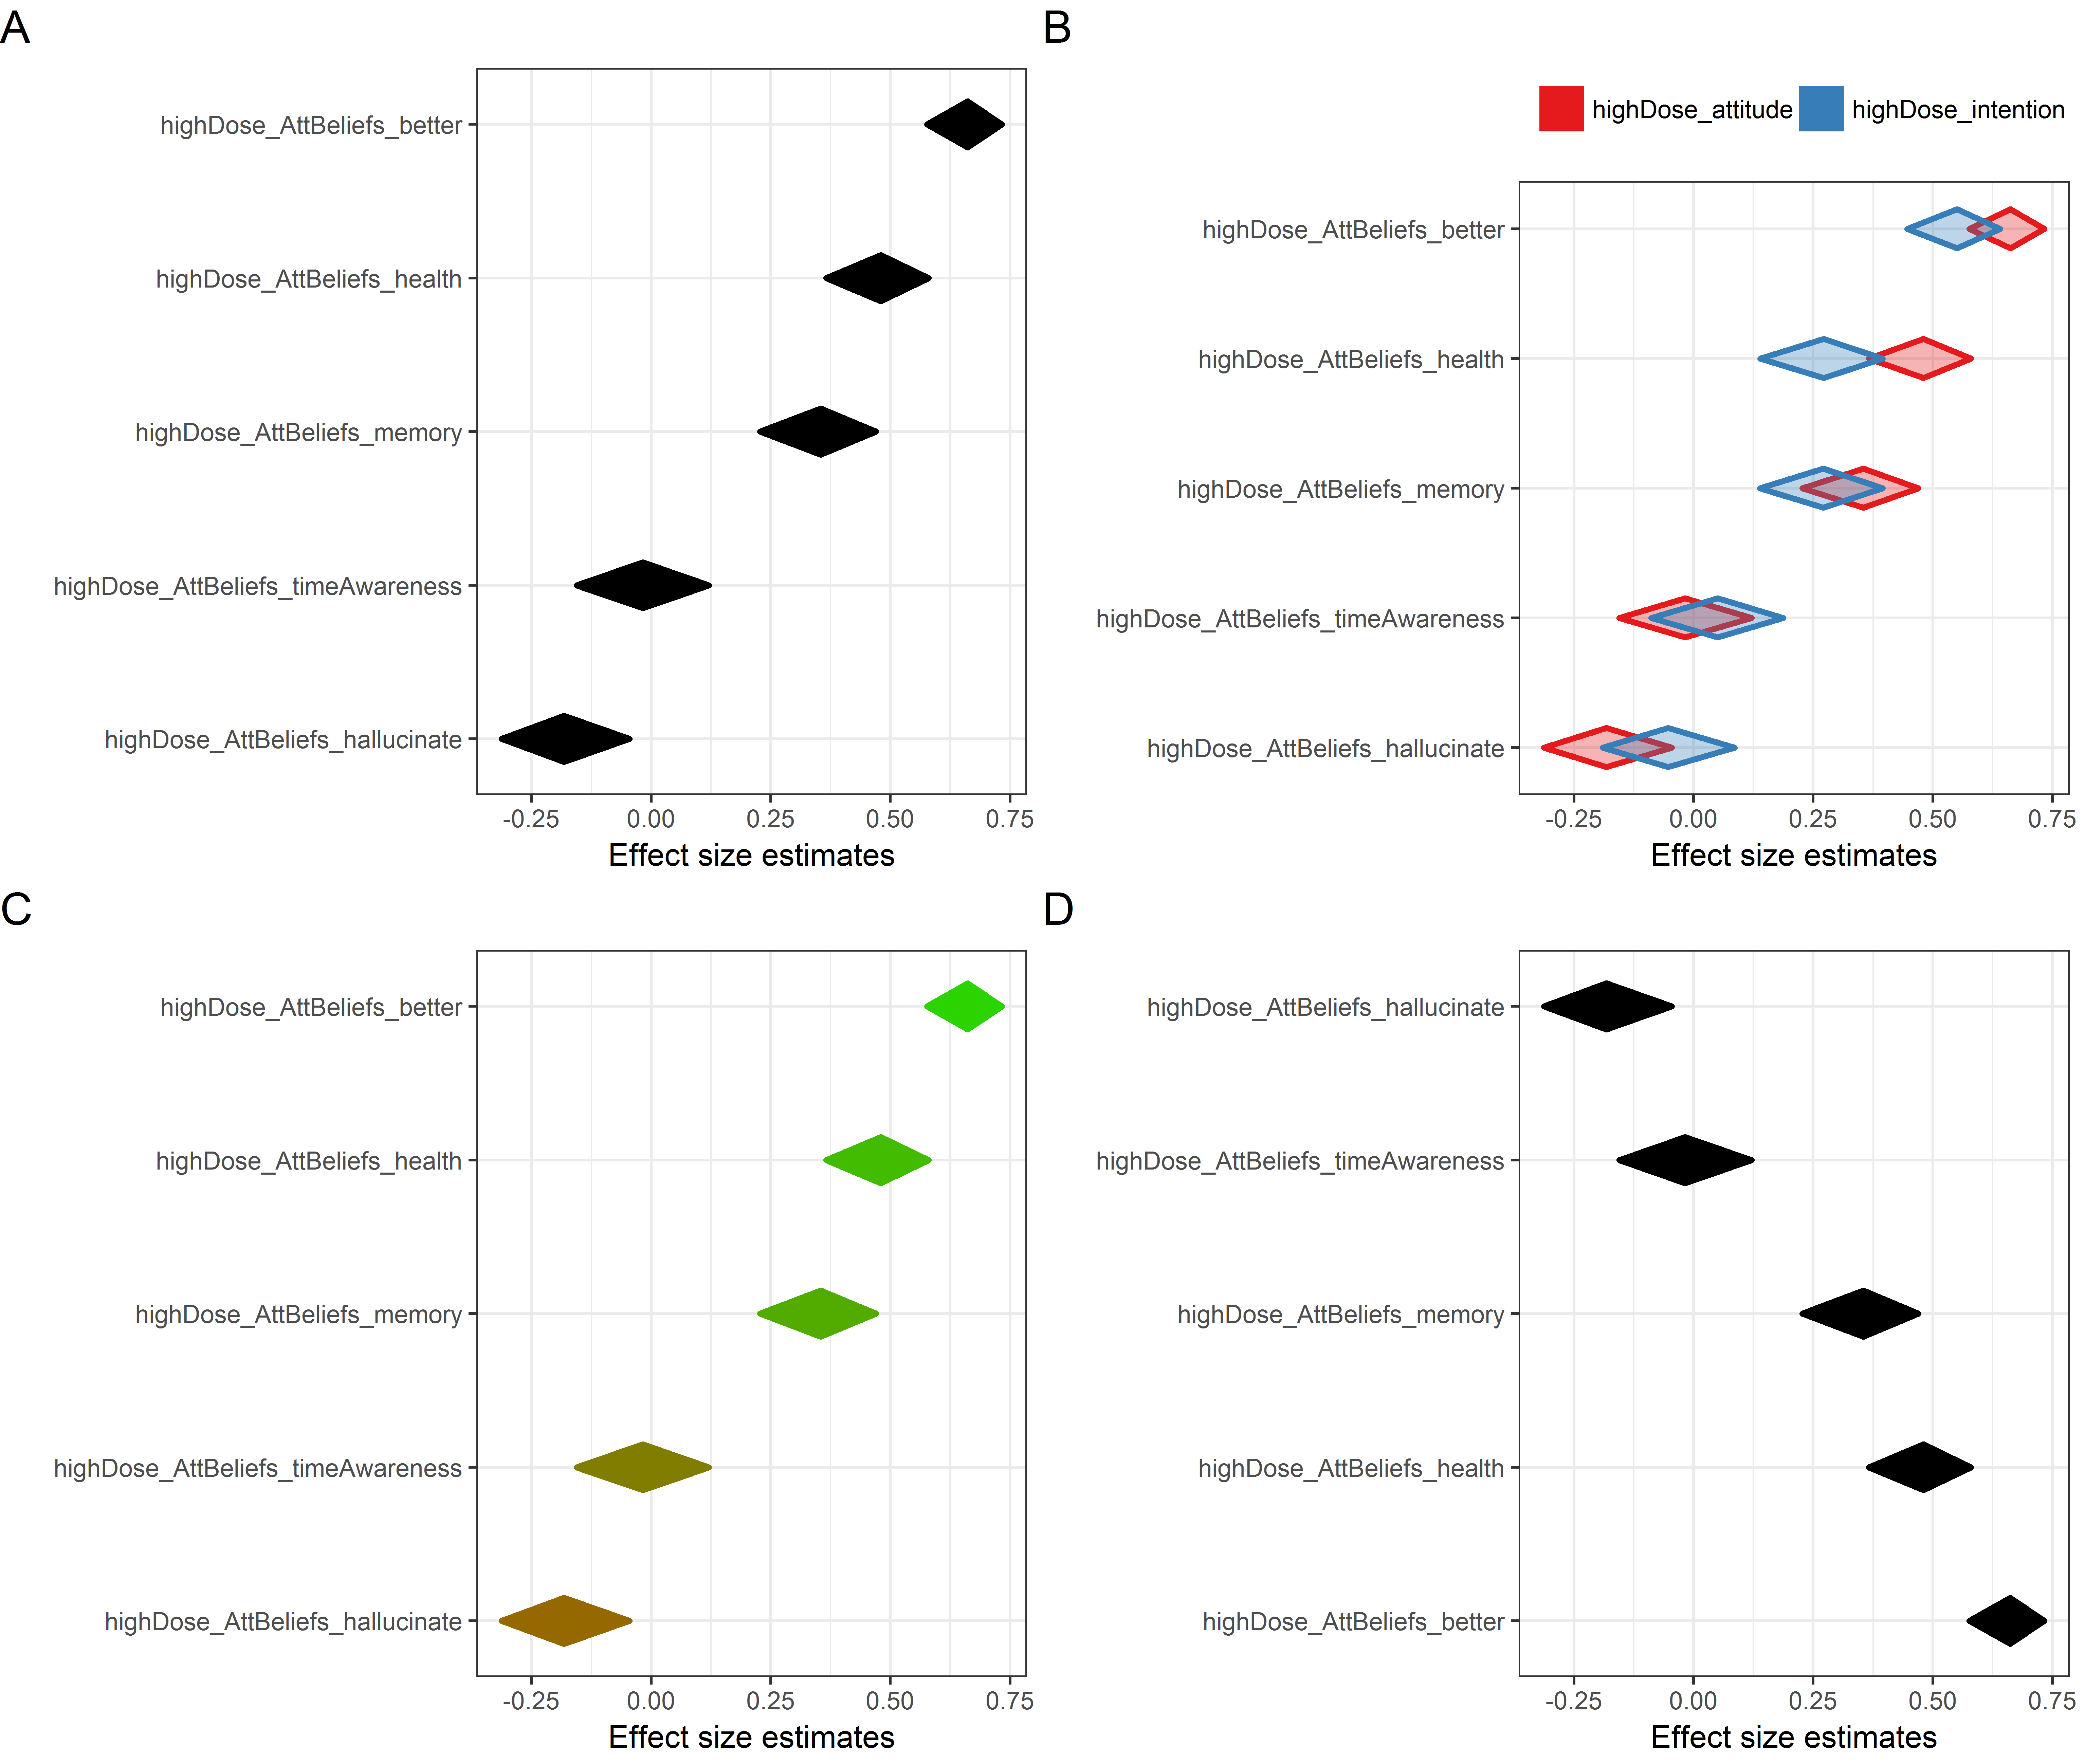 A
highDose_AttBeliefs_better
highDose_AttBeliefs_health
highDose_AttBeliefs_memory
highDose_AttBeliefs_timeAwareness
highDose_AttBeliefs_hallucinate
-0.25 0.00 0.25 0.50 0.75
Effect size estimates
B
highDose_attitude highDose_intention
highDose_AttBeliefs_better
highDose_AttBeliefs_health
highDose_AttBeliefs_memory
highDose_AttBeliefs_timeAwareness
highDose_AttBeliefs_hallucinate
-0.25 0.00 0.25 0.50 0.75
Effect size estimates
C
highDose_AttBeliefs_better
highDose_AttBeliefs_health
highDose_AttBeliefs_memory
highDose_AttBeliefs_timeAwareness
highDose_AttBeliefs_hallucinate
-0.25 0.00 0.25 0.50 0.75
Effect size estimates
D
highDose_AttBeliefs_hallucinate
highDose_AttBeliefs_timeAwareness
highDose_AttBeliefs_memory
highDose_AttBeliefs_health
highDose_AttBeliefs_better
-0.25 0.00 0.25 0.50 0.75
Effect size estimates